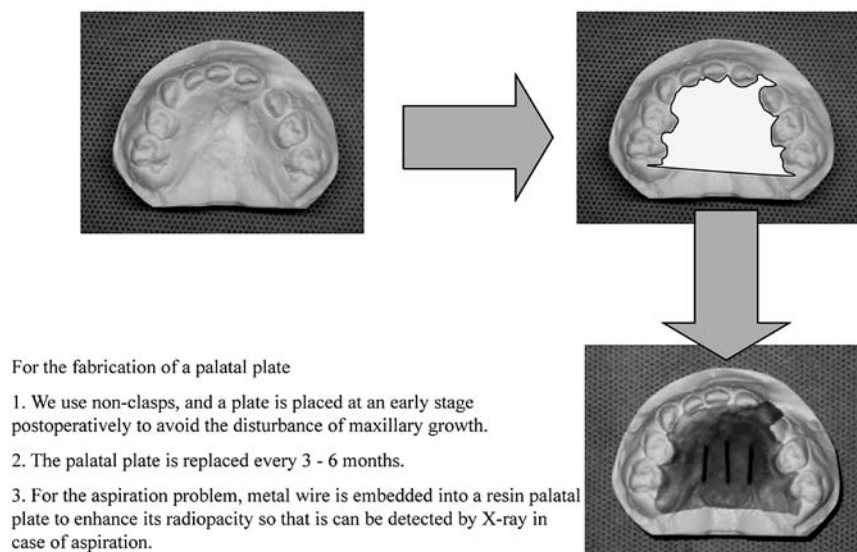 For the fabrication of a palatal plate
1. We use non-clasps, and a plate is placed at an early stage
postoperatively to avoid the disturbance of maxillary growth.
2. The palatal plate is replaced every 3 - 6 months.
3. For the aspiration problem, metal wire is embedded into a resin palatal
plate to enhance its radiopacity so that is can be detected by X-ray in
case of aspiration.